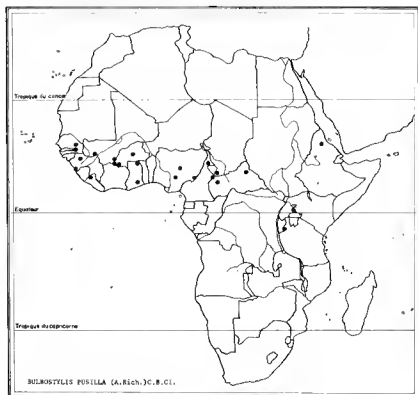 Tropique du cancer
Equateur
Tropique du capricorne
BULBOSTYLIS PUSILLA (A.Rich.)C.B.Cl.